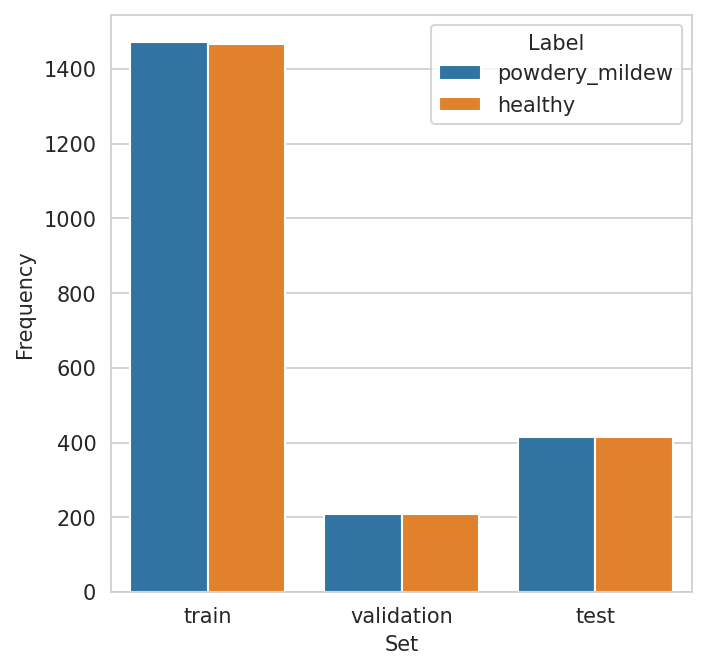 Label
powdery_mildew
healthy
1400
1200
1000
800
600
400
200
0
Frequency
train validation test
Set